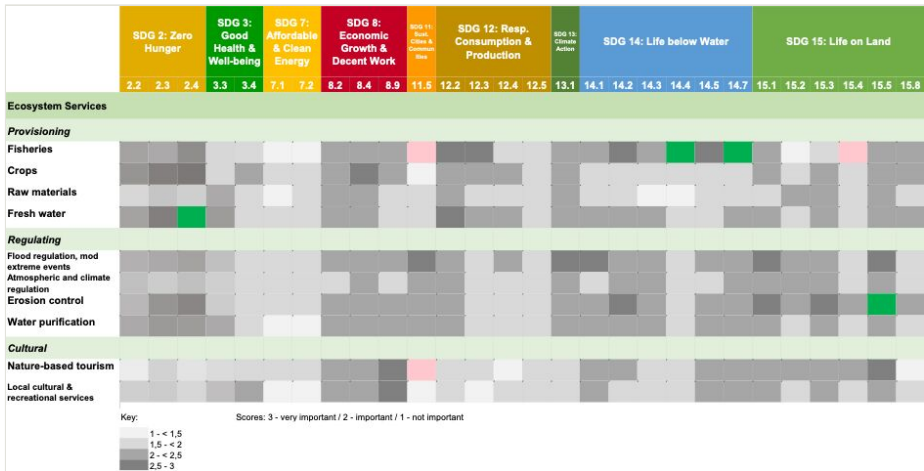 SDG 2: Zero Hunger
SDG 3: Good Health & Well-being
SDG 7: Affordable & Clean Energy
SDG 8: Economic Growth & Decent Work
SDG 11: Sust. Cities & Commun ities
SDG 12: Resp. Consumption & Production
SDG 13: Climate Action
SDG 14: Life below Water
SDG 15: Life on Land
2.2 2.3 2.4 3.3 3.4 7.1 7.2 8.2 8.4 8.9 11.5 12.2 12.3 12.4 12.5 13.1 14.1 14.2 14.3 14.4 14.5 14.7 15.1 15.2 15.3 15.4 15.5 15.8
Ecosystem Services
Provisioning
Fisheries
Crops
Raw materials
Fresh water
Regulating
Flood regulation, mod
extreme events
Atmospheric and climate
regulation
Erosion control
Water purification
Cultural
Nature-based tourism
Local cultural &
recreational services
Key: Scores: 3 - very important / 2 - important / 1 - not important
1 - < 1,5
1,5 - < 2
2 - < 2,5
2,5 - 3